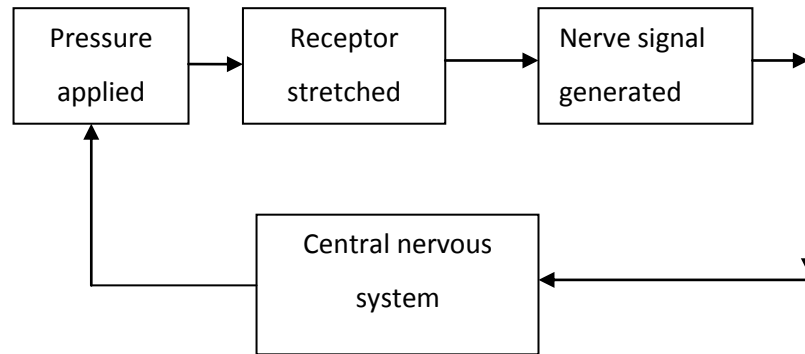 Pressure
applied
Receptor
stretched
Nerve signal
generated
Central nervous
system